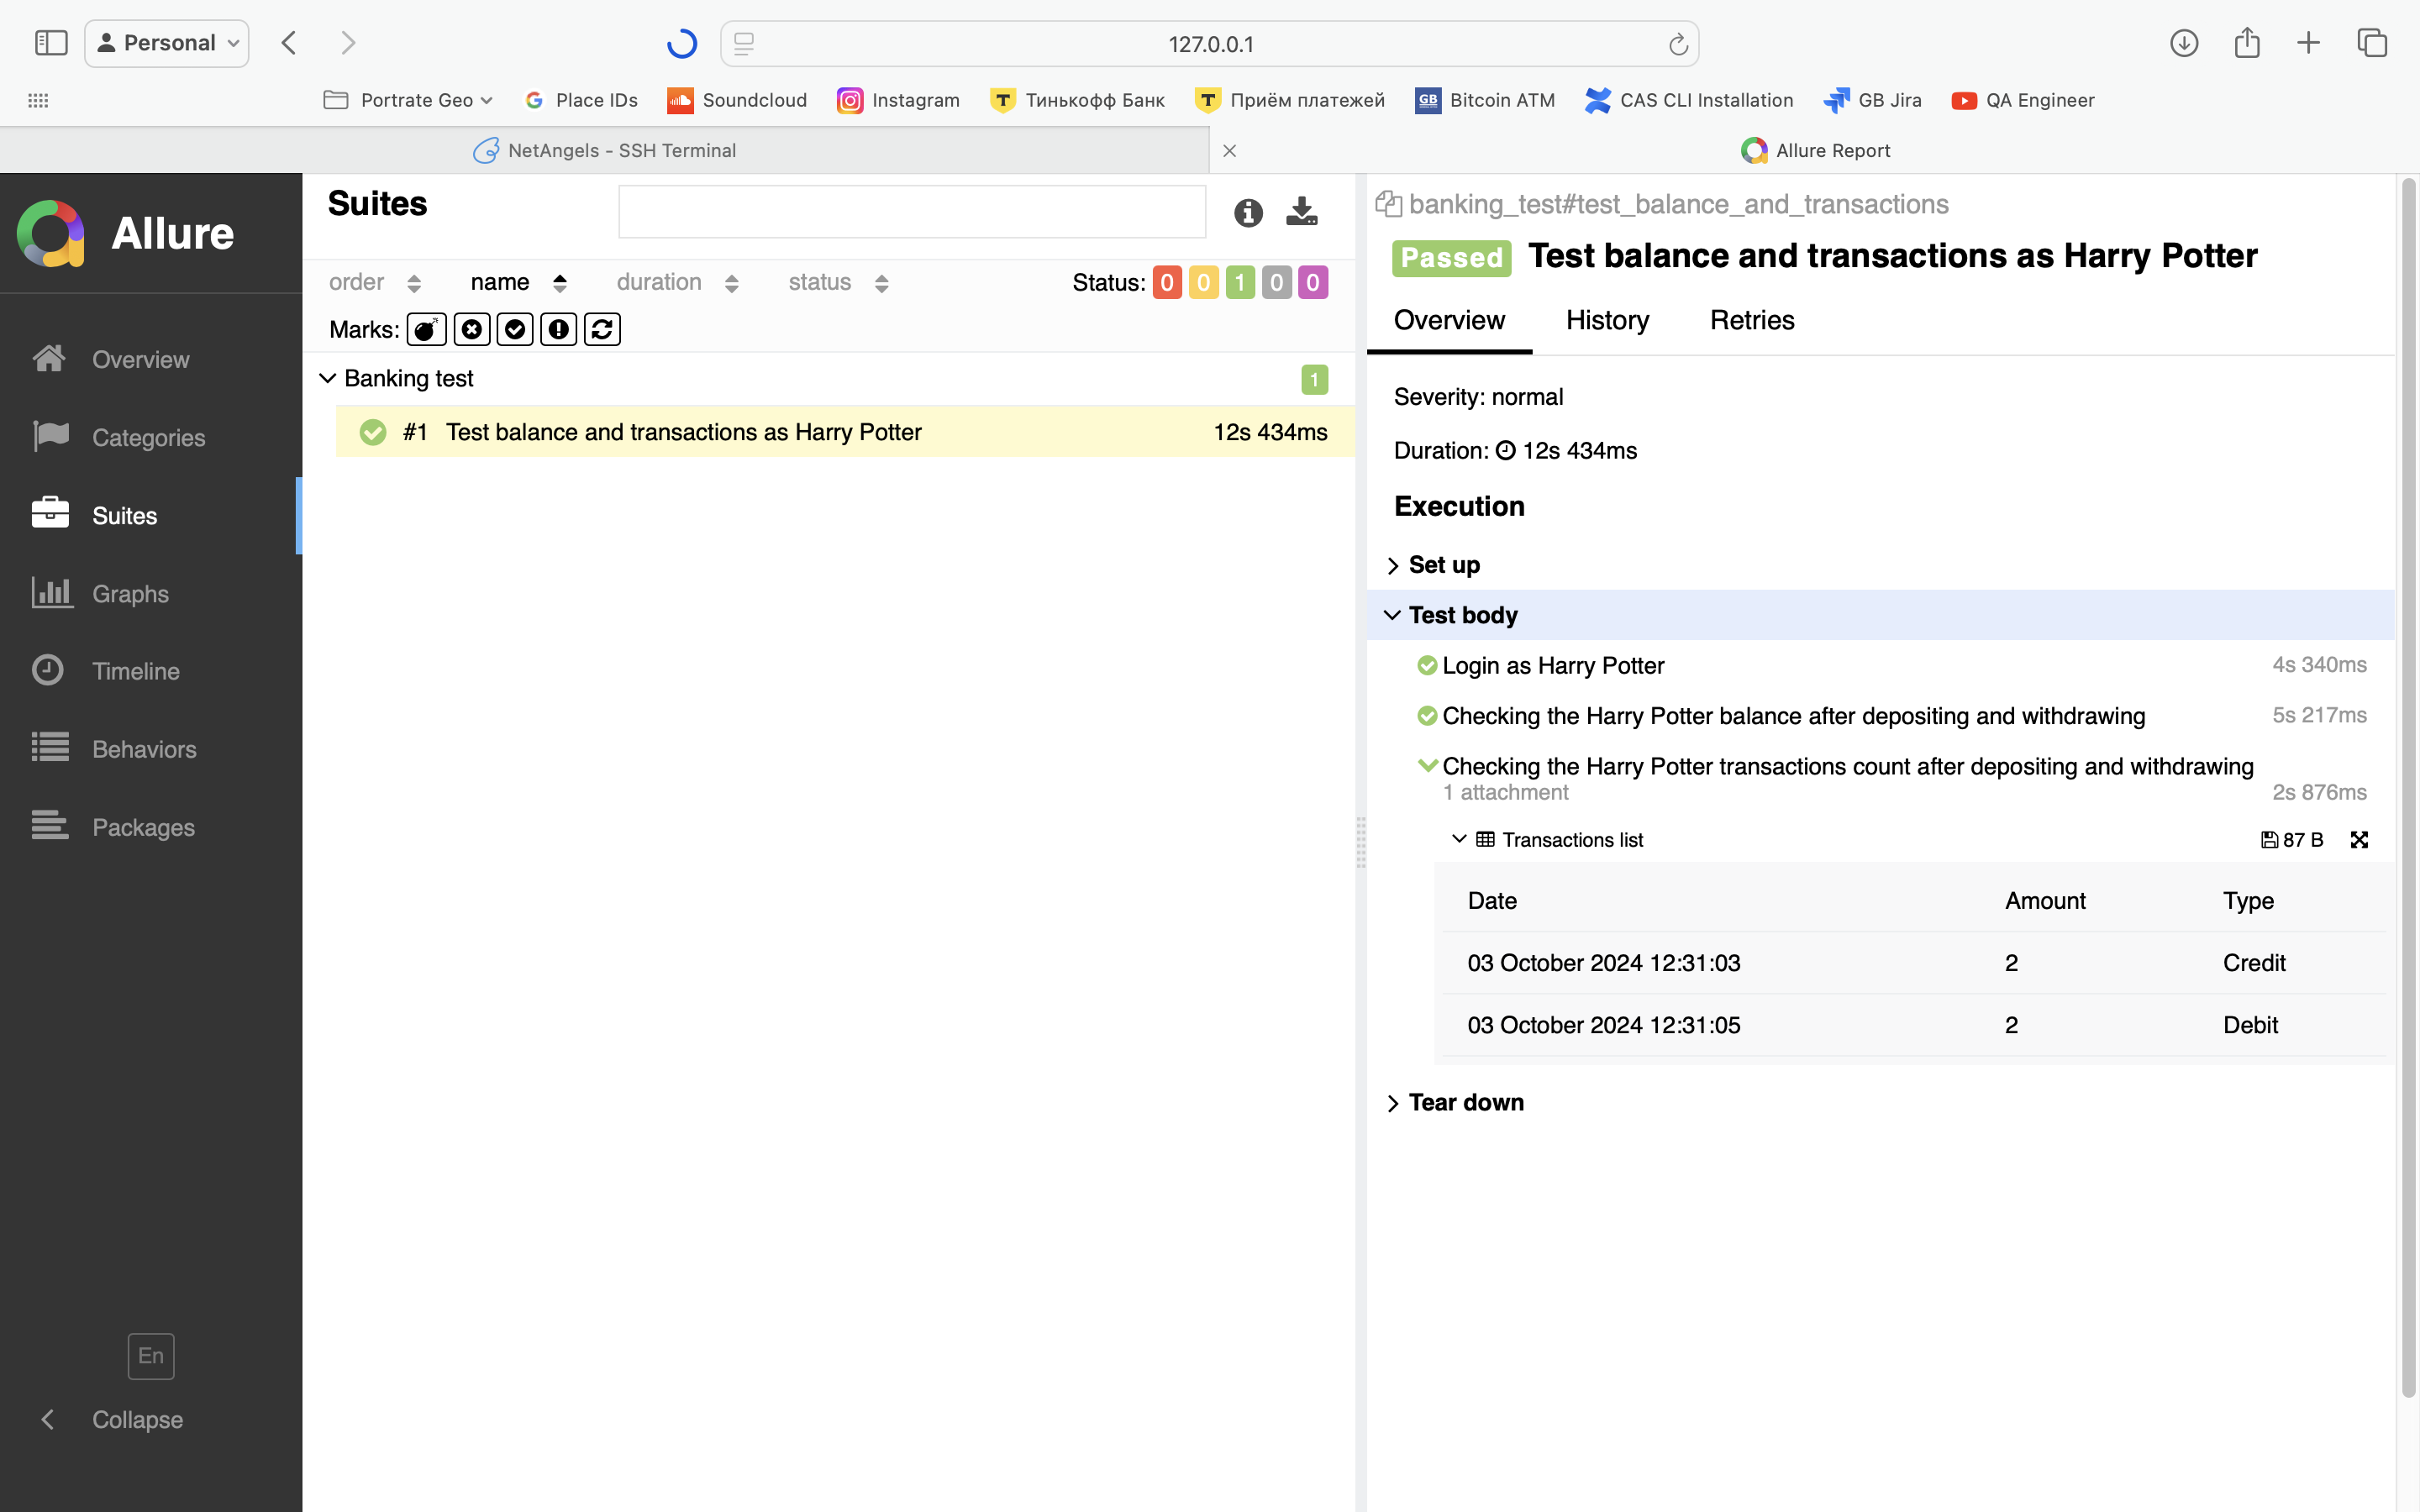 Personal
127.0.0.1
Portrate Geo
Place IDs
Soundcloud
Instagram
Тинькофф Банк
Приём платежей
GB
Bitcoin ATM
CAS CLI Installation
GB Jira
QA Engineer
NetAngels - SSH Terminal
Allure Report
Allure
Overview
Categories
Suites
Graphs
Timeline
Behaviors
Packages
En
Collapse
Suites
order name duration status
Status: 0 0 1 0 0
Marks:
Banking test 1
#1 Test balance and transactions as Harry Potter 12s 434ms
banking_test#test_balance_and_transactions
Passed Test balance and transactions as Harry Potter
Overview History Retries
Severity: normal
Duration: 12s 434ms
Execution
Set up
Test body
Login as Harry Potter 4s 340ms
Checking the Harry Potter balance after depositing and withdrawing 5s 217ms
Checking the Harry Potter transactions count after depositing and withdrawing
1 attachment 2s 876ms
Transactions list 87 B
Date Amount Type
03 October 2024 12:31:03 2 Credit
03 October 2024 12:31:05 2 Debit
Tear down